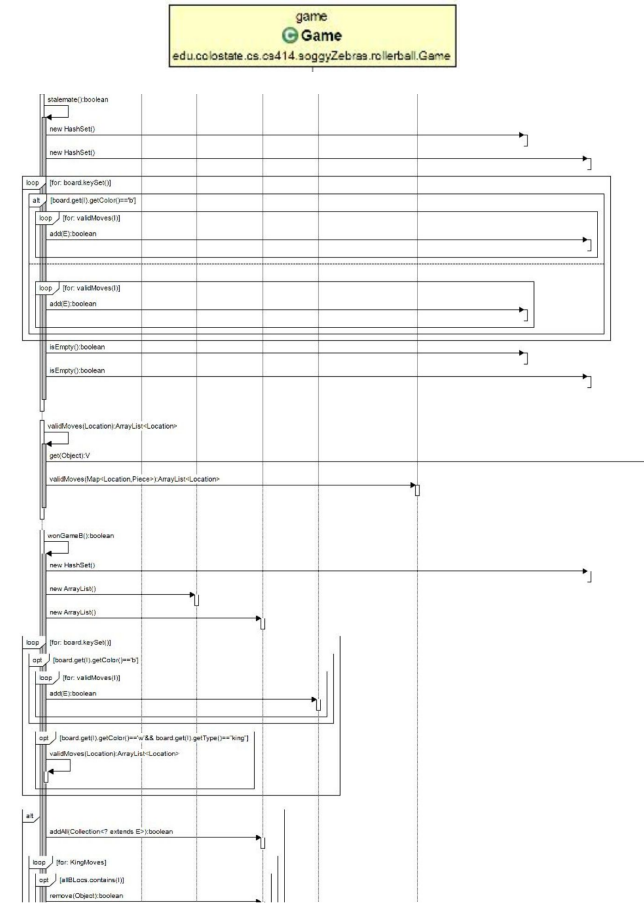 game
G Game
edu.colostate.cs.cs414.soggyZebras.rollerball.Game
stalemate():boolean
new HashSet()
new HashSet()
loop [for: board.keySet()]
alt [board.get(l).getColor()=='b']
loop [for: validMoves(l)]
add(E):boolean
loop [for: validMoves(l)]
add(E):boolean
isEmpty():boolean
isEmpty():boolean
validMoves(Location):ArrayList<Location>
get(Object):V
validMoves(Map<Location,Piece>):ArrayList<Location>
wonGameB():boolean
new HashSet()
new ArrayList()
new ArrayList()
loop [for: board.keySet()]
opt [board.get(l).getColor()=='b']
loop [for: validMoves(l)]
add(E):boolean
opt [board.get(l).getColor()=='w'&& board.get(l).getType()=="king"]
validMoves(Location):ArrayList<Location>
alt
addAll(Collection<? extends E>):boolean
loop [for: KingMoves]
opt [allBLocs.contains(l)]
remove(Object):boolean